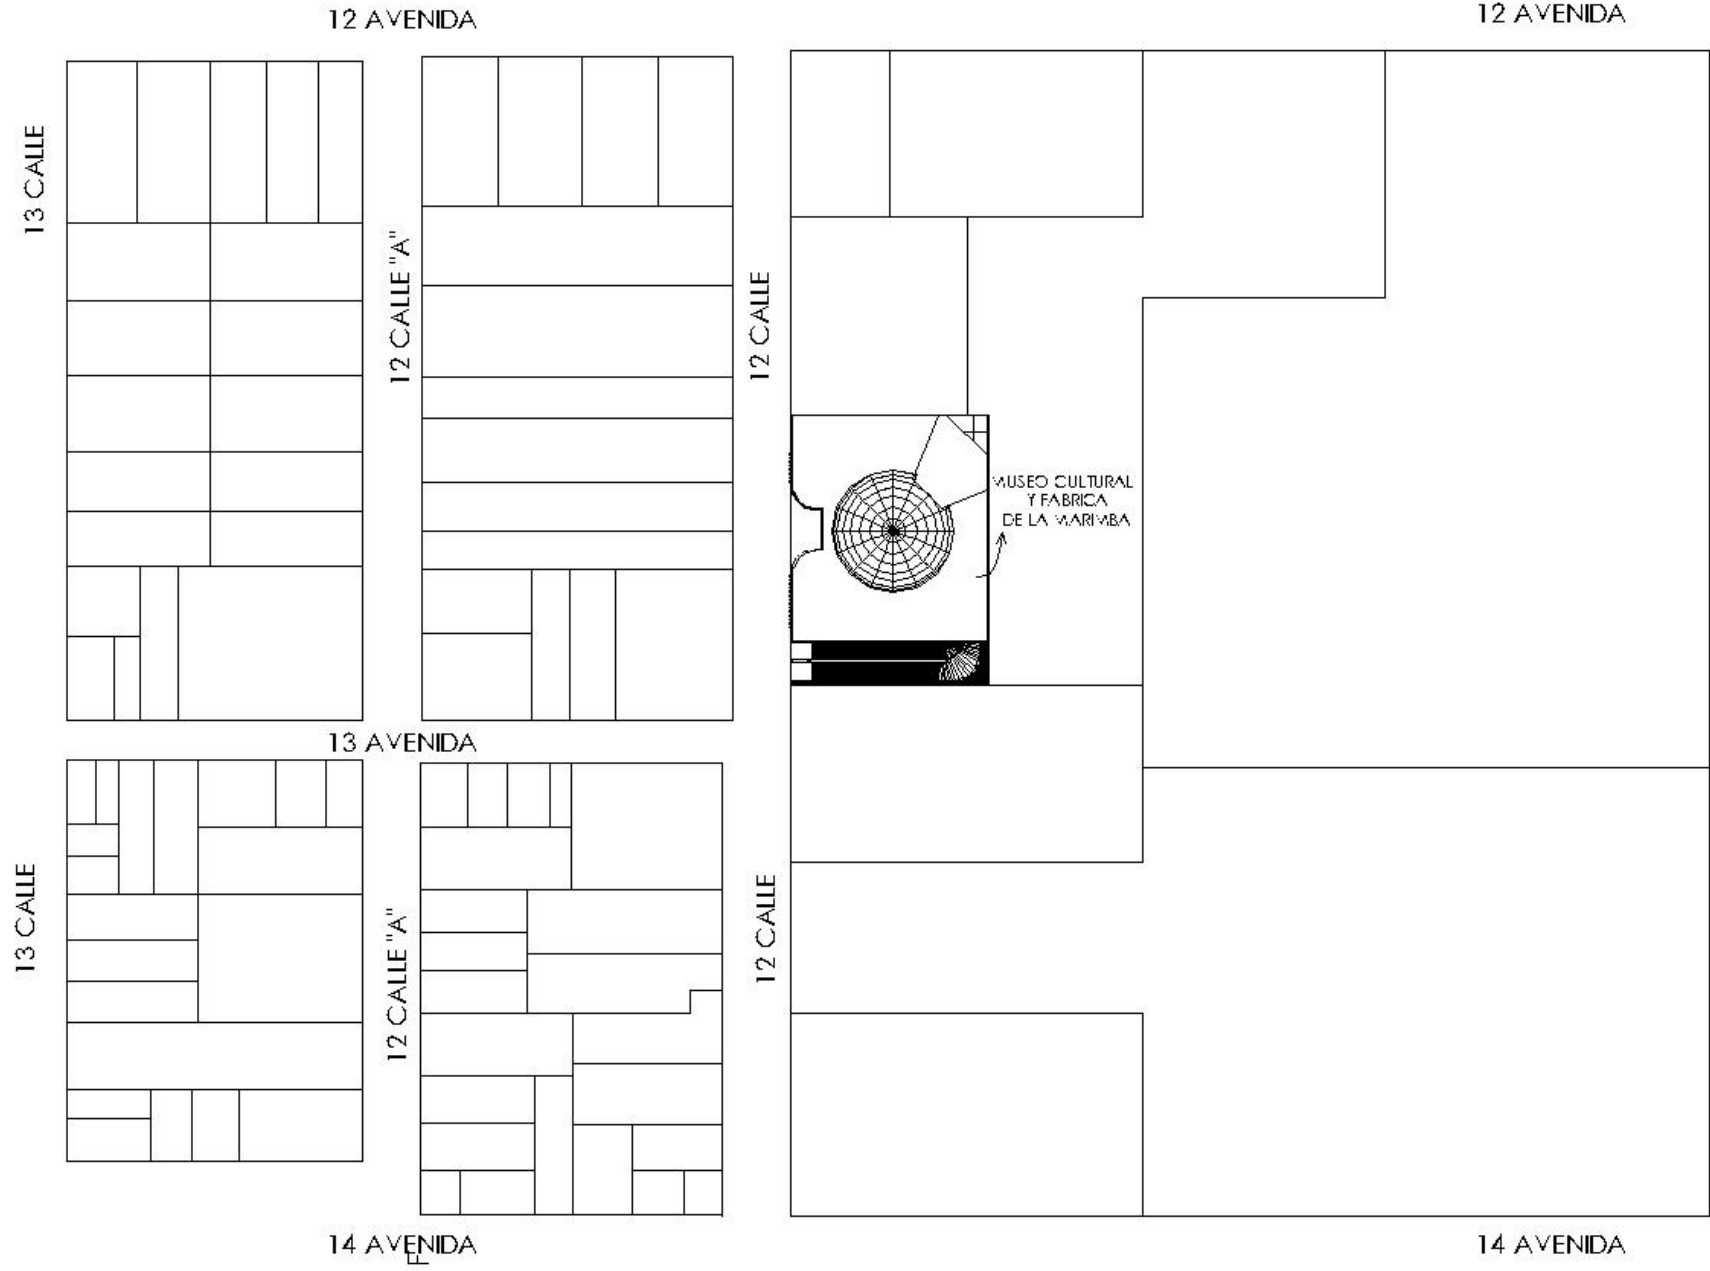 12 AVENIDA
12 AVENIDA
13 CALLE
12 CALLE "A"
12 CALLE
MUSEO CULTURAL
Y FABRICA
DE LA MARIMBA
13 AVENIDA
13 CALLE
12 CALLE "A"
12 CALLE
14 AVENIDA
14 AVENIDA